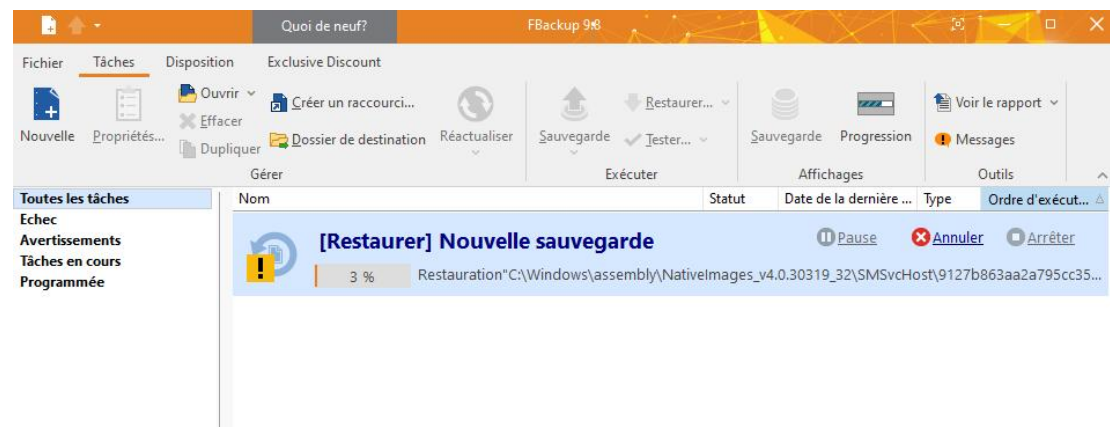 Quoi de neuf? FBackup 9.8
Fichier Tâches Disposition Exclusive Discount
Nouvelle Propriétés... Ouvrir Effacer Dupliquer
Créer un raccourci...
Dossier de destination
Réactualiser
Sauvegarde Restaurer... Tester...
Sauvegarde Progression
Voir le rapport
Messages
Gérer Exécuter Affichages Outils
Toutes les tâches
Echec
Avertissements
Tâches en cours
Programmée
Nom Statut Date de la dernière ... Type Ordre d'exécut...
[Restaurer] Nouvelle sauvegarde Pause Annuler Arrêter
3 % Restauration"C:\Windows\assembly\NativeImages_v4.0.30319_32\SMSvcHost\9127b863aa2a795cc35...